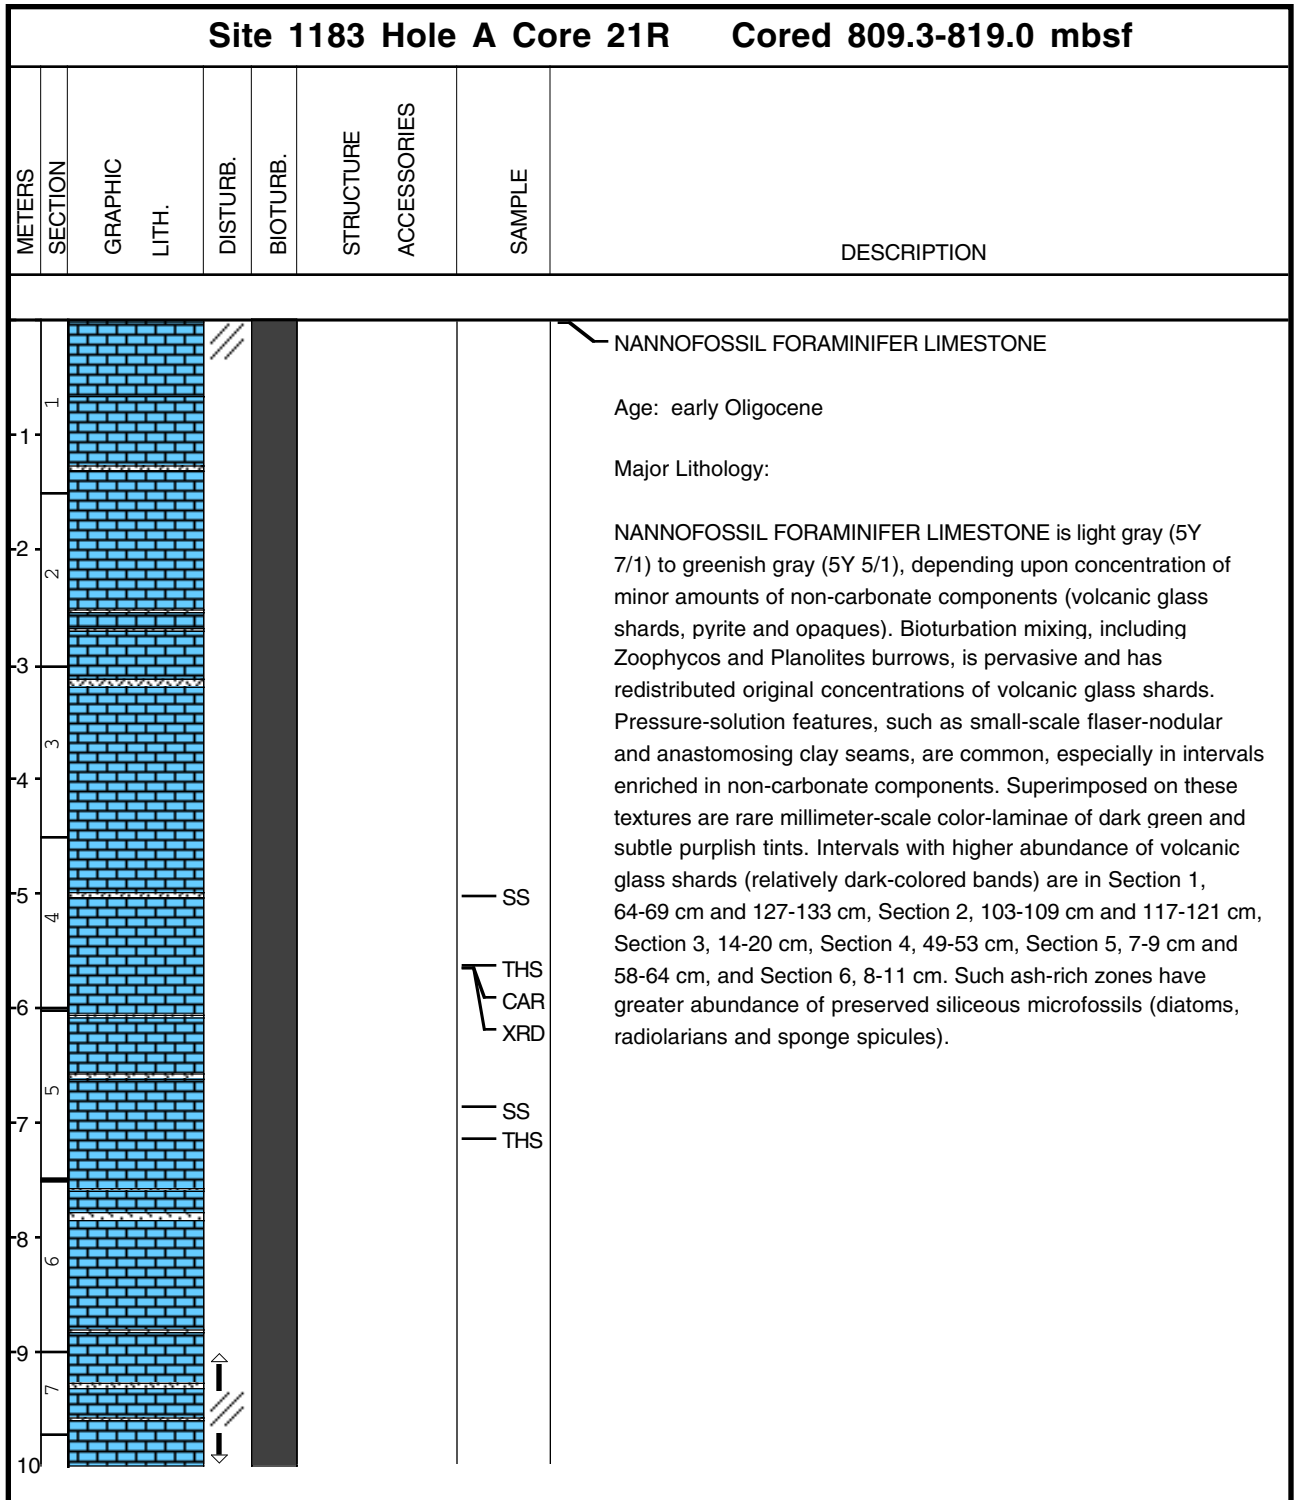 Site 1183 Hole A Core 21R Cored 809.3-819.0 mbsf
METERS
SECTION
GRAPHIC
LITH.
DISTURB.
BIOTURB.
STRUCTURE
ACCESSORIES
SAMPLE
DESCRIPTION
1
2
3
4
5
6
7
8
9
10
1
2
3
4
5
6
7
SS
THS
CAR
XRD
SS
THS
NANNOFOSSIL FORAMINIFER LIMESTONE
Age: early Oligocene
Major Lithology:
NANNOFOSSIL FORAMINIFER LIMESTONE is light gray (5Y
7/1) to greenish gray (5Y 5/1), depending upon concentration of
minor amounts of non-carbonate components (volcanic glass
shards, pyrite and opaques). Bioturbation mixing, including
Zoophycos and Planolites burrows, is pervasive and has
redistributed original concentrations of volcanic glass shards.
Pressure-solution features, such as small-scale flaser-nodular
and anastomosing clay seams, are common, especially in intervals
enriched in non-carbonate components. Superimposed on these
textures are rare millimeter-scale color-laminae of dark green and
subtle purplish tints. Intervals with higher abundance of volcanic
glass shards (relatively dark-colored bands) are in Section 1,
64-69 cm and 127-133 cm, Section 2, 103-109 cm and 117-121 cm,
Section 3, 14-20 cm, Section 4, 49-53 cm, Section 5, 7-9 cm and
58-64 cm, and Section 6, 8-11 cm. Such ash-rich zones have
greater abundance of preserved siliceous microfossils (diatoms,
radiolarians and sponge spicules).